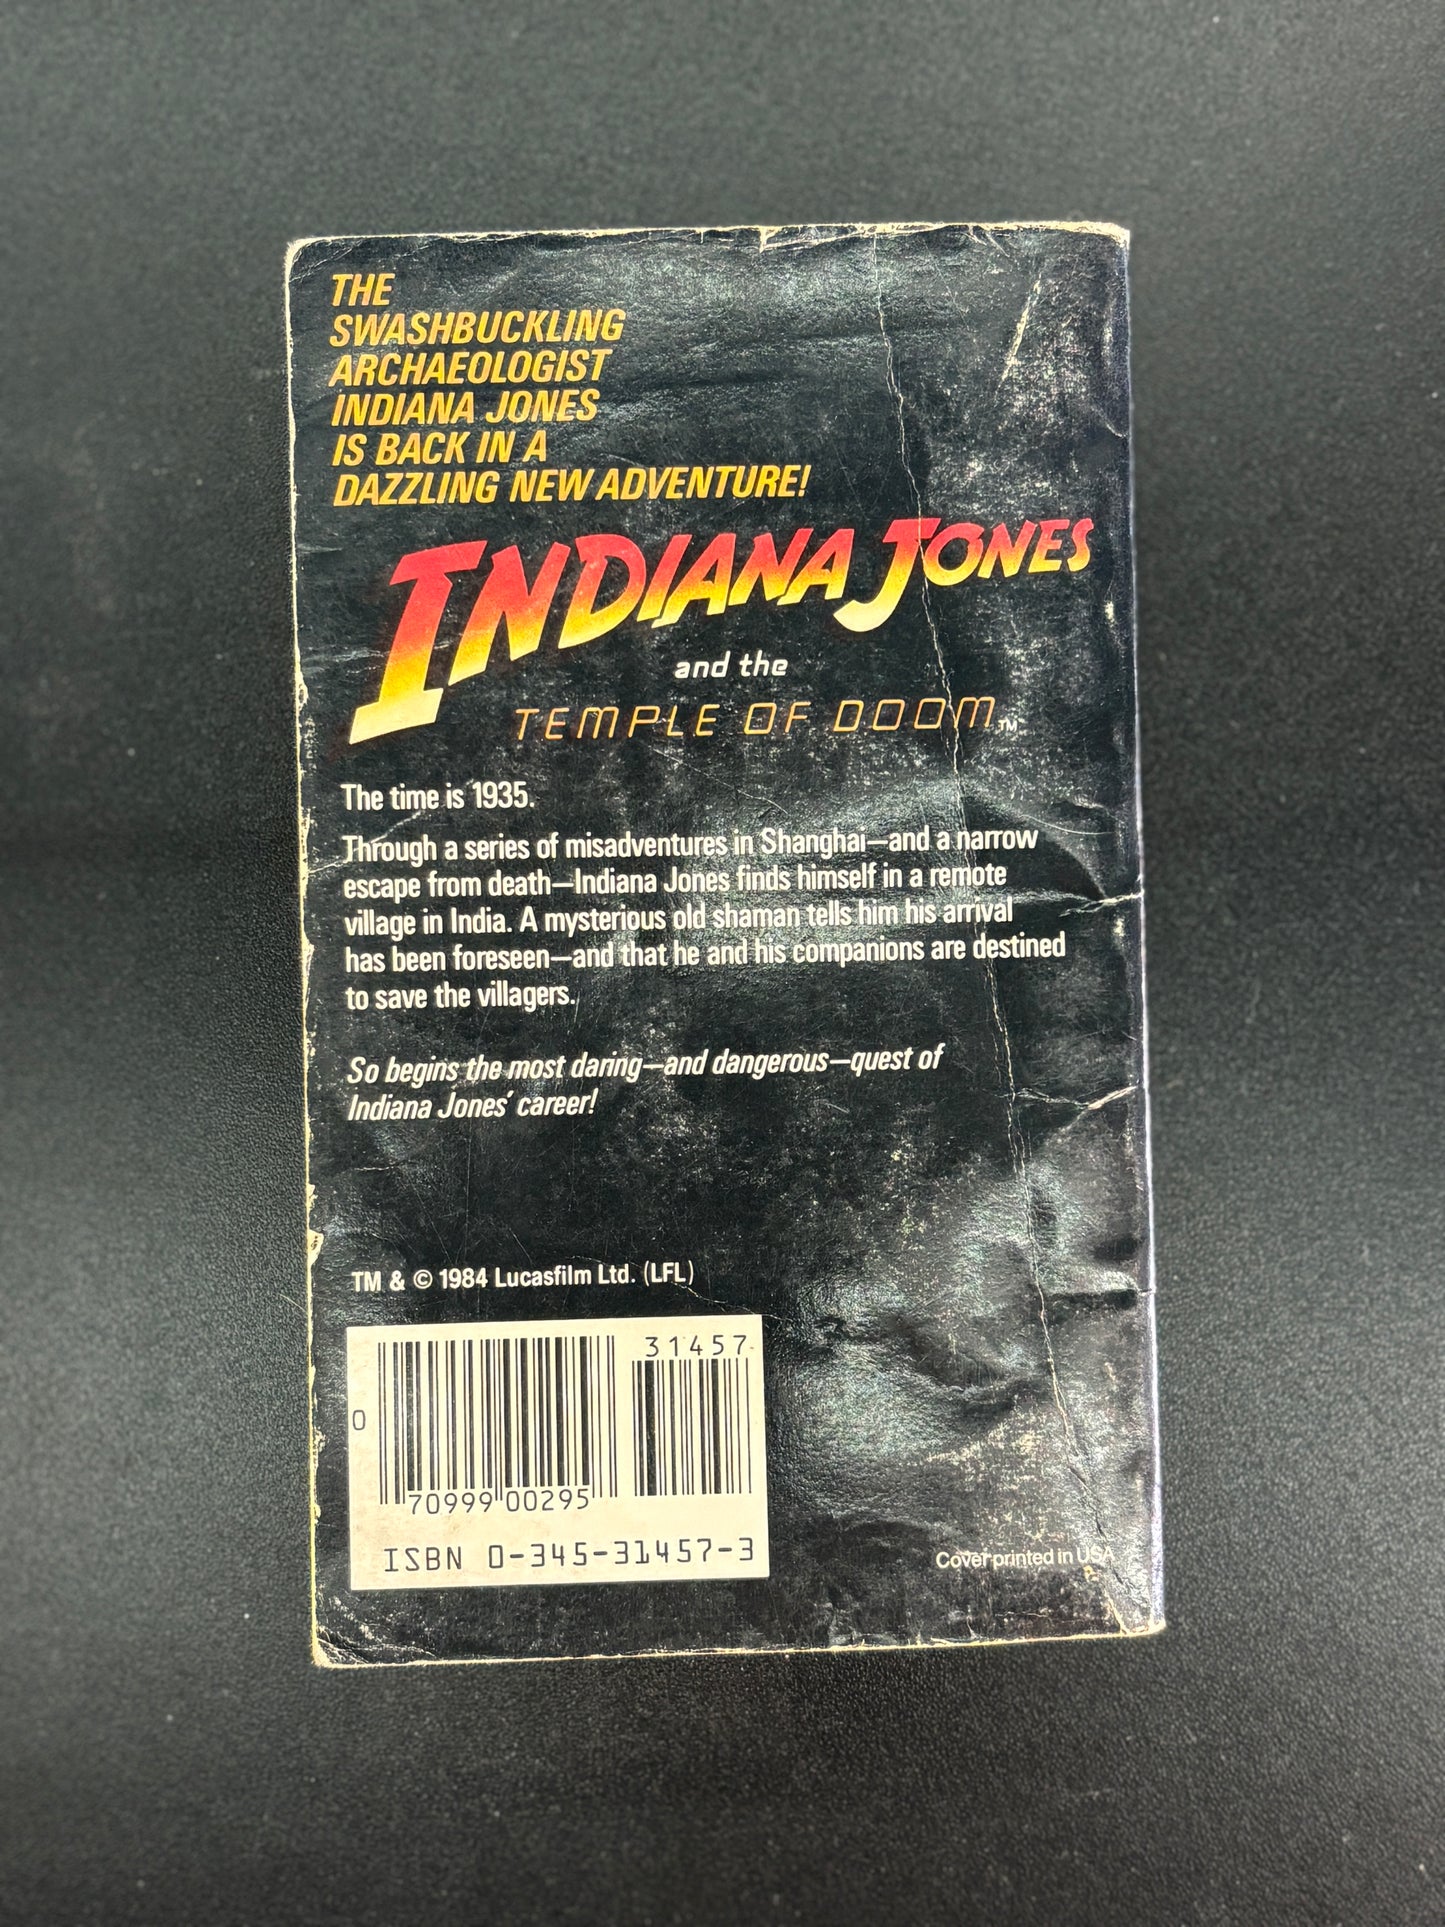 THE
SWASHBUCKLING
ARCHAEOLOGIST
INDIANA JONES
IS BACK IN A
DAZZLING NEW ADVENTURE!
INDIANA JONES
and the
TEMPLE OF DOOM™
The time is 1935.
Through a series of misadventures in Shanghai—and a narrow
escape from death—Indiana Jones finds himself in a remote
village in India. A mysterious old shaman tells him his arrival
has been foreseen—and that he and his companions are destined
to save the villagers.
So begins the most daring—and dangerous—quest of
Indiana Jones' career!
TM & © 1984 Lucasfilm Ltd. (LFL)
31457
0
70999 00295
ISBN 0-345-31457-3
Cover printed in USA